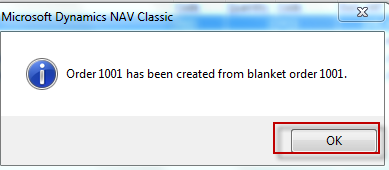 Microsoft Dynamics NAV Classic
Order 1001 has been created from blanket order 1001.
OK